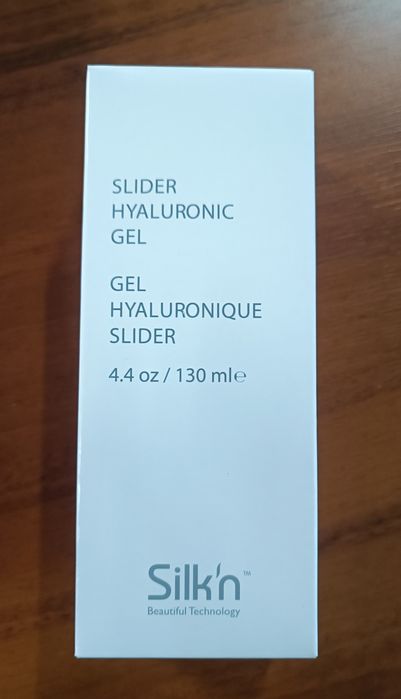 SLIDER
HYALURONIC
GEL
GEL
HYALURONIQUE
SLIDER
4.4 oz / 130 ml℮
Silk'n™
Beautiful Technology